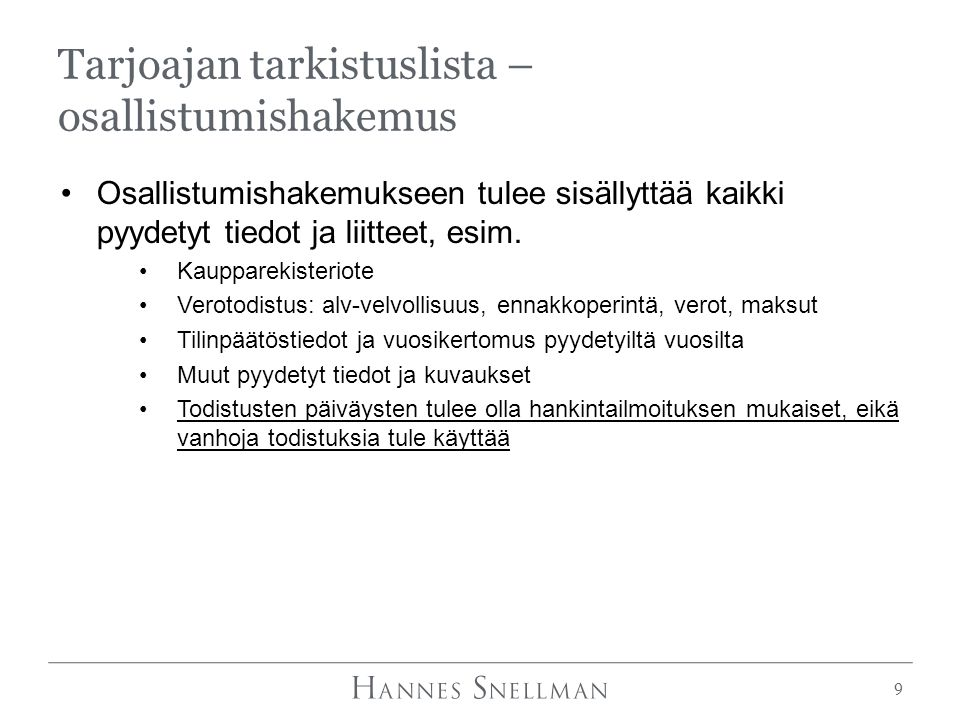 Tarjoajan tarkistuslista –
osallistumishakemus
• Osallistumishakemukseen tulee sisällyttää kaikki
pyydetyt tiedot ja liitteet, esim.
• Kaupparekisteriote
• Verotodistus: alv-velvollisuus, ennakkoperintä, verot, maksut
• Tilinpäätöstiedot ja vuosikertomus pyydetyiltä vuosilta
• Muut pyydetyt tiedot ja kuvaukset
• Todistusten päiväysten tulee olla hankintailmoituksen mukaiset, eikä
vanhoja todistuksia tule käyttää
HANNES SNELLMAN
9